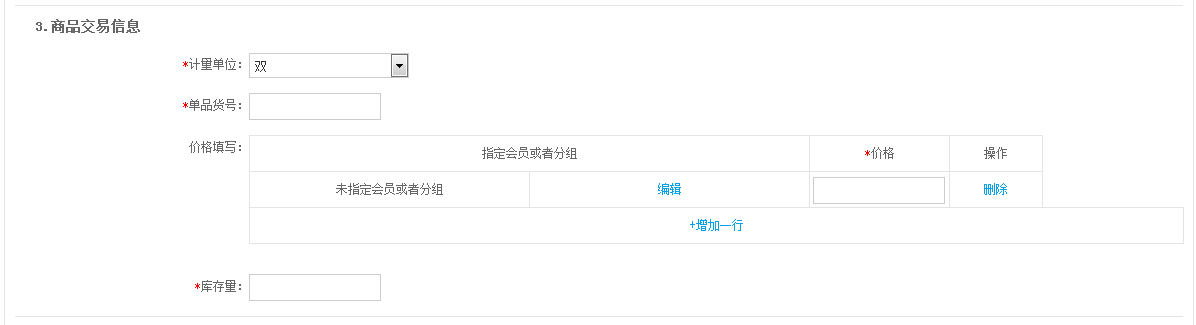 3.商品交易信息
*计量单位： 双
*单品货号：
价格填写： 指定会员或者分组 *价格 操作
未指定会员或者分组 编辑 删除
+增加一行
*库存量：